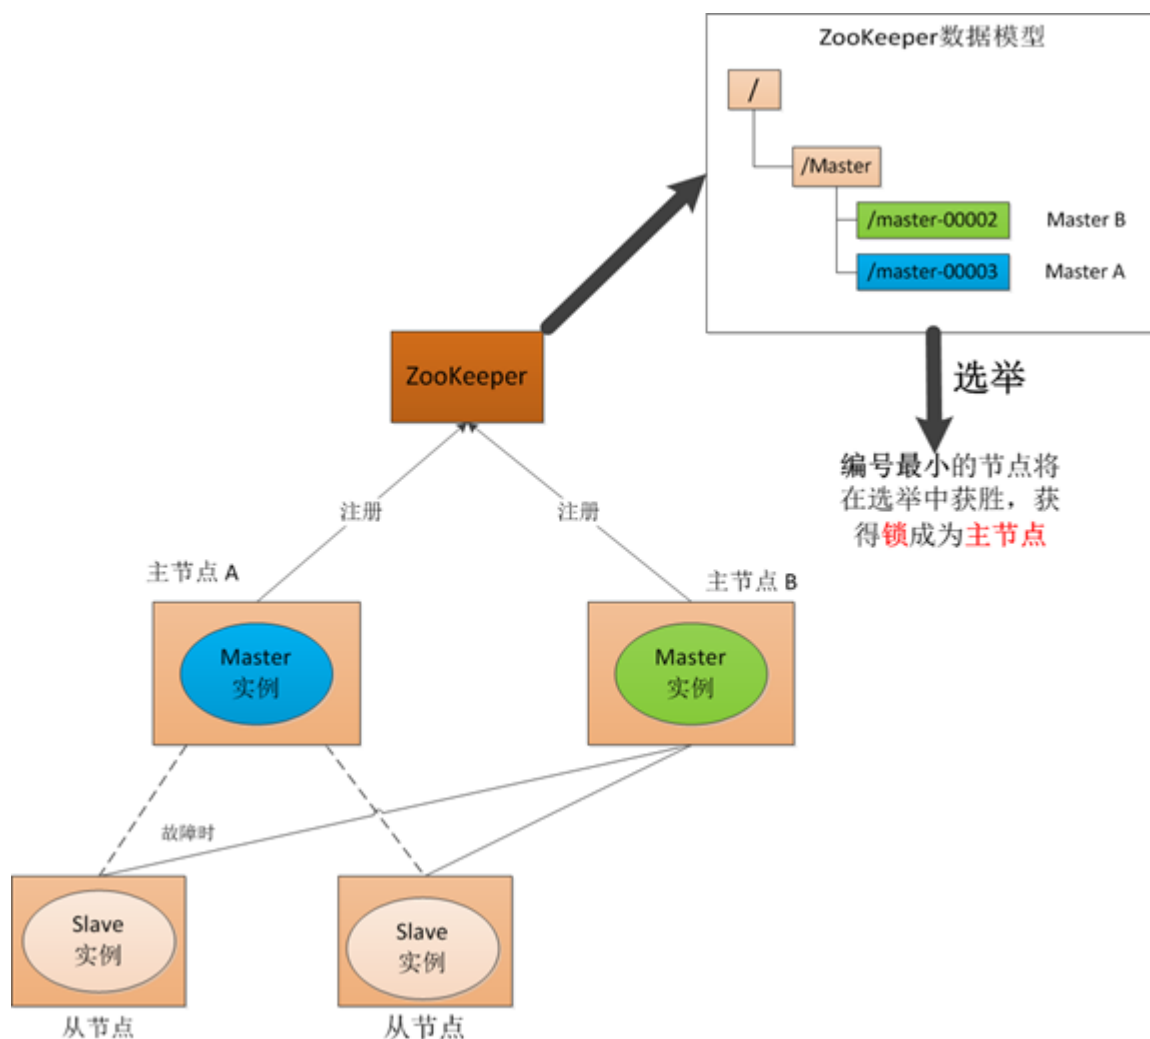 ZooKeeper数据模型
/
/Master
/master-00002
Master B
/master-00003
Master A
选举
编号最小的节点将
在选举中获胜，获
得锁成为主节点
ZooKeeper
注册
注册
主节点 A
主节点 B
Master
实例
Master
实例
故障时
Slave
实例
Slave
实例
从节点
从节点